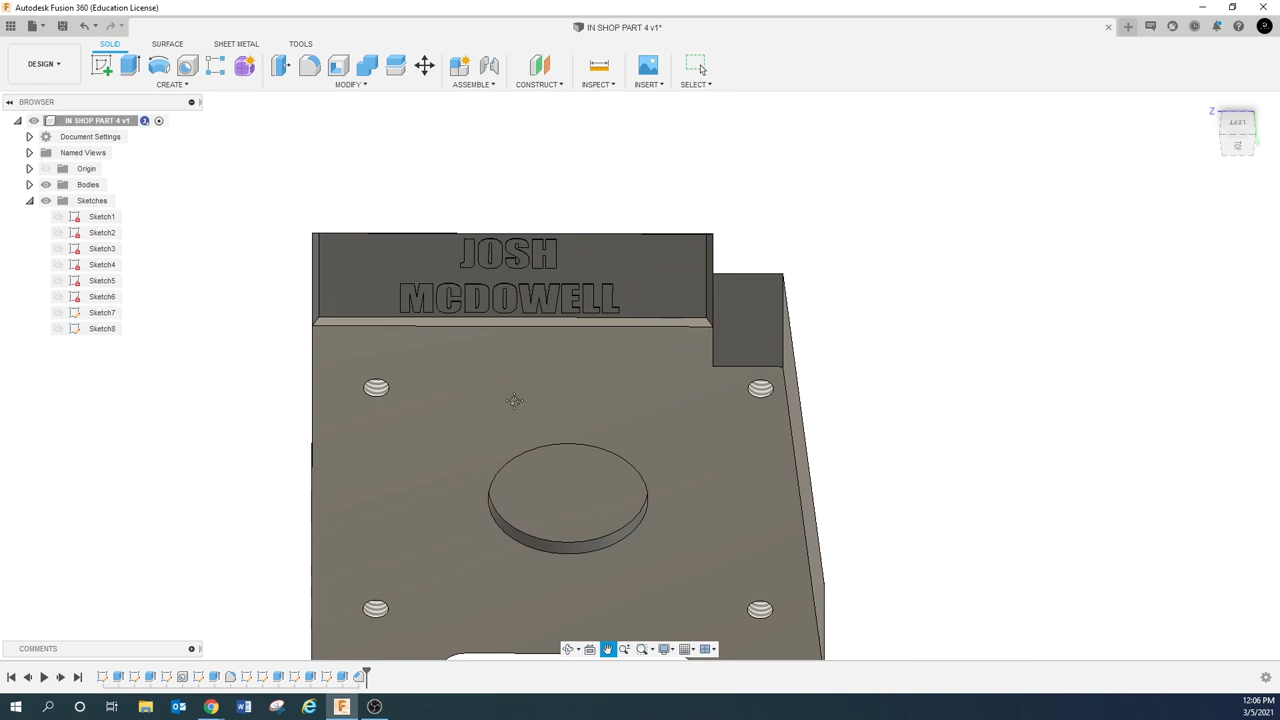 Autodesk Fusion 360 (Education License)
IN SHOP PART 4 v1*
SOLID SURFACE SHEET METAL TOOLS
DESIGN
CREATE MODIFY ASSEMBLE CONSTRUCT INSPECT INSERT SELECT
BROWSER
IN SHOP PART 4 v1
Document Settings
Named Views
Origin
Bodies
Sketches
Sketch1
Sketch2
Sketch3
Sketch4
Sketch5
Sketch6
Sketch7
Sketch8
Z
LEFT
JOSH
MCDOWELL
COMMENTS
12:06 PM
3/5/2021